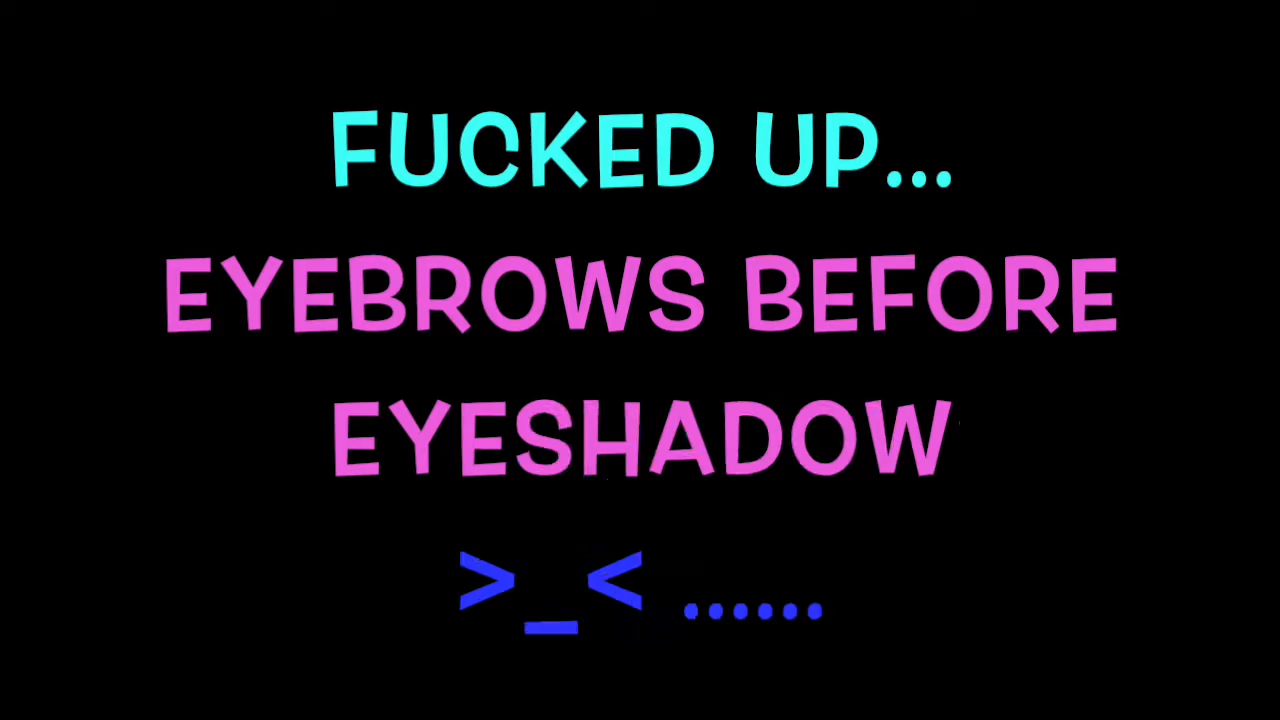 FUCKED UP...
EYEBROWS BEFORE
EYESHADOW
>_< ......